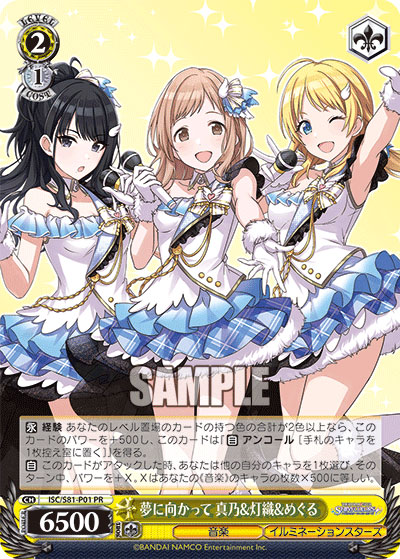 LEVEL
2
1
COST
SAMPLE
永 経験 あなたのレベル置場のカードの持つ色の合計が2色以上なら、こ
のカードのパワーを+500し、このカードは『自 アンコール [手札のキャラを
1枚控え室に置く]』を得る。
自 このカードがアタックした時、あなたは他の自分のキャラを1枚選び、その
ターン中、パワーを+X。Xはあなたの《音楽》のキャラの枚数×500に等しい。
CH
ISC/S81-P01 PR
夢に向かって 真乃&灯織&めぐる
POWER
6500
音楽
イルミネーションスターズ
©BANDAI NAMCO Entertainment Inc.